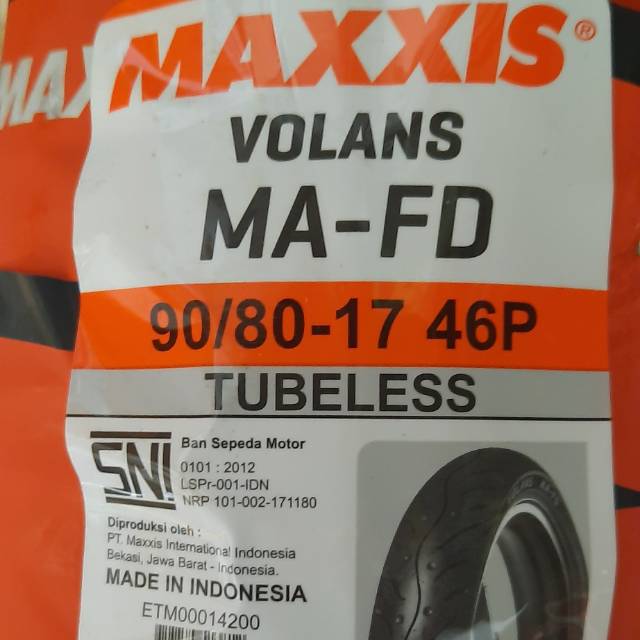 MAXXIS®
MAX
VOLANS
MA-FD
90/80-17 46P
TUBELESS
SNI
Ban Sepeda Motor
0101 : 2012
LSPr-001-IDN
NRP 101-002-171180
Diproduksi oleh :
PT. Maxxis International Indonesia
Bekasi, Jawa Barat - Indonesia.
MADE IN INDONESIA
ETM00014200